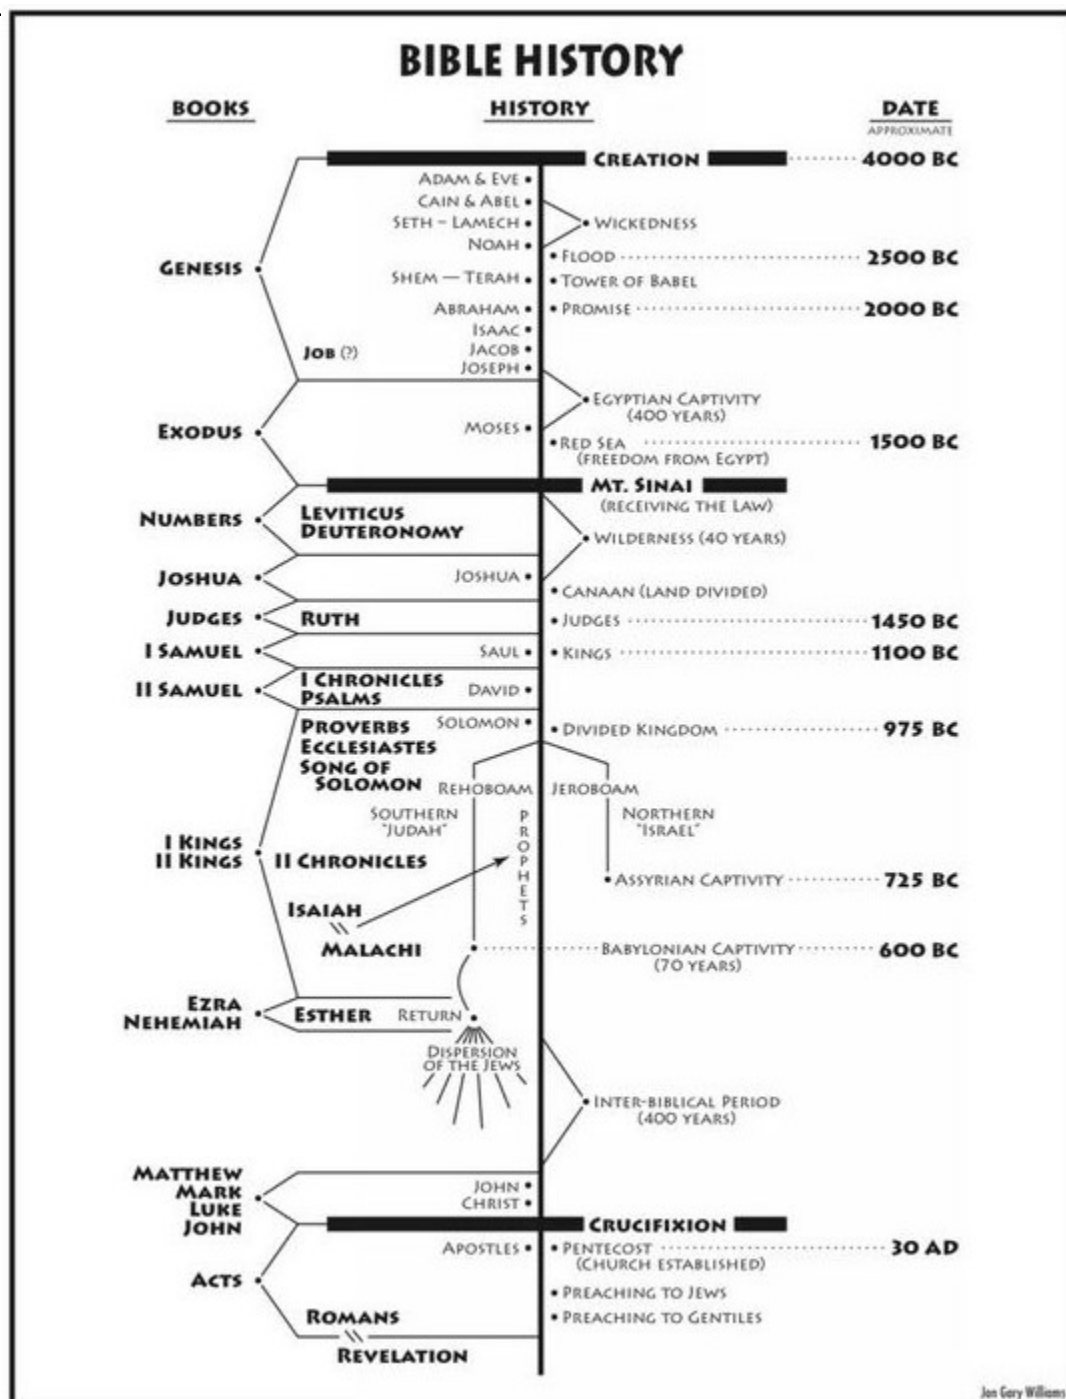 BIBLE HISTORY
BOOKS HISTORY DATE
APPROXIMATE
CREATION 4000 BC
ADAM & EVE
CAIN & ABEL
SETH – LAMECH WICKEDNESS
NOAH
FLOOD 2500 BC
GENESIS
SHEM — TERAH TOWER OF BABEL
ABRAHAM PROMISE 2000 BC
ISAAC
JOB (?) JACOB
JOSEPH
EGYPTIAN CAPTIVITY
(400 YEARS)
EXODUS MOSES
RED SEA 1500 BC
(FREEDOM FROM EGYPT)
MT. SINAI
(RECEIVING THE LAW)
NUMBERS LEVITICUS
DEUTERONOMY
WILDERNESS (40 YEARS)
JOSHUA JOSHUA
CANAAN (LAND DIVIDED)
JUDGES RUTH JUDGES 1450 BC
I SAMUEL SAUL KINGS 1100 BC
II SAMUEL I CHRONICLES DAVID
PSALMS
SOLOMON
PROVERBS DIVIDED KINGDOM 975 BC
ECCLESIASTES
SONG OF
SOLOMON REHOBOAM JEROBOAM
SOUTHERN NORTHERN
"JUDAH" "ISRAEL"
PROPHETS
I KINGS
II KINGS II CHRONICLES
ASSYRIAN CAPTIVITY 725 BC
ISAIAH
MALACHI BABYLONIAN CAPTIVITY 600 BC
(70 YEARS)
EZRA
NEHEMIAH ESTHER RETURN
DISPERSION
OF THE JEWS
INTER-BIBLICAL PERIOD
(400 YEARS)
MATTHEW
MARK JOHN
LUKE CHRIST
JOHN CRUCIFIXION
APOSTLES PENTECOST 30 AD
(CHURCH ESTABLISHED)
ACTS
PREACHING TO JEWS
ROMANS PREACHING TO GENTILES
REVELATION
Jon Gary Williams